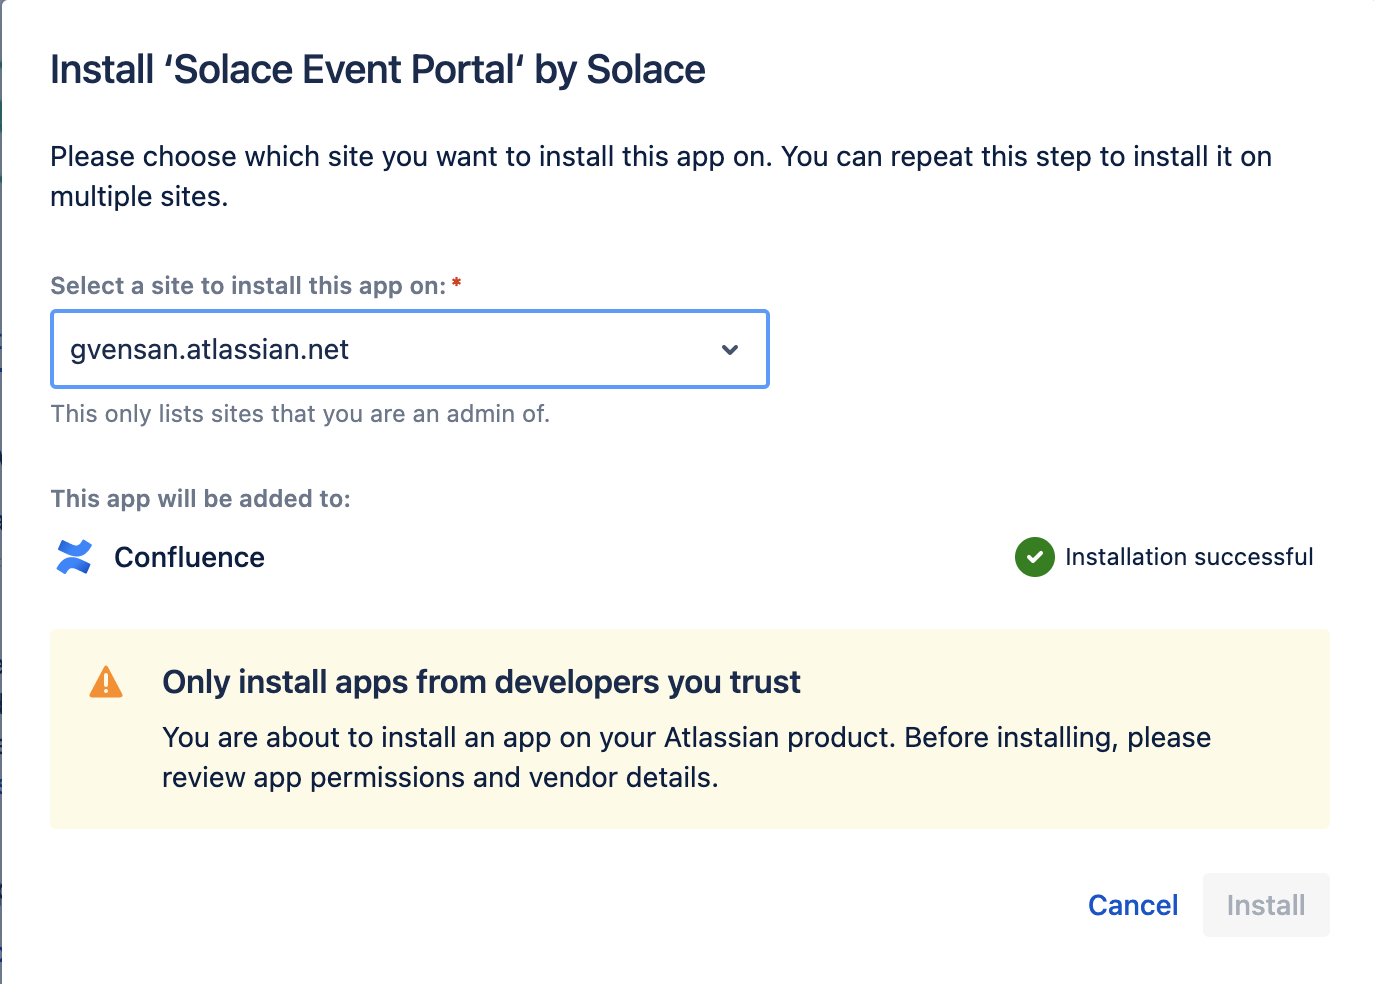 Install ‘Solace Event Portal‘ by Solace
Please choose which site you want to install this app on. You can repeat this step to install it on
multiple sites.
Select a site to install this app on: *
gvensan.atlassian.net
This only lists sites that you are an admin of.
This app will be added to:
Confluence
Installation successful
Only install apps from developers you trust
You are about to install an app on your Atlassian product. Before installing, please
review app permissions and vendor details.
Cancel
Install